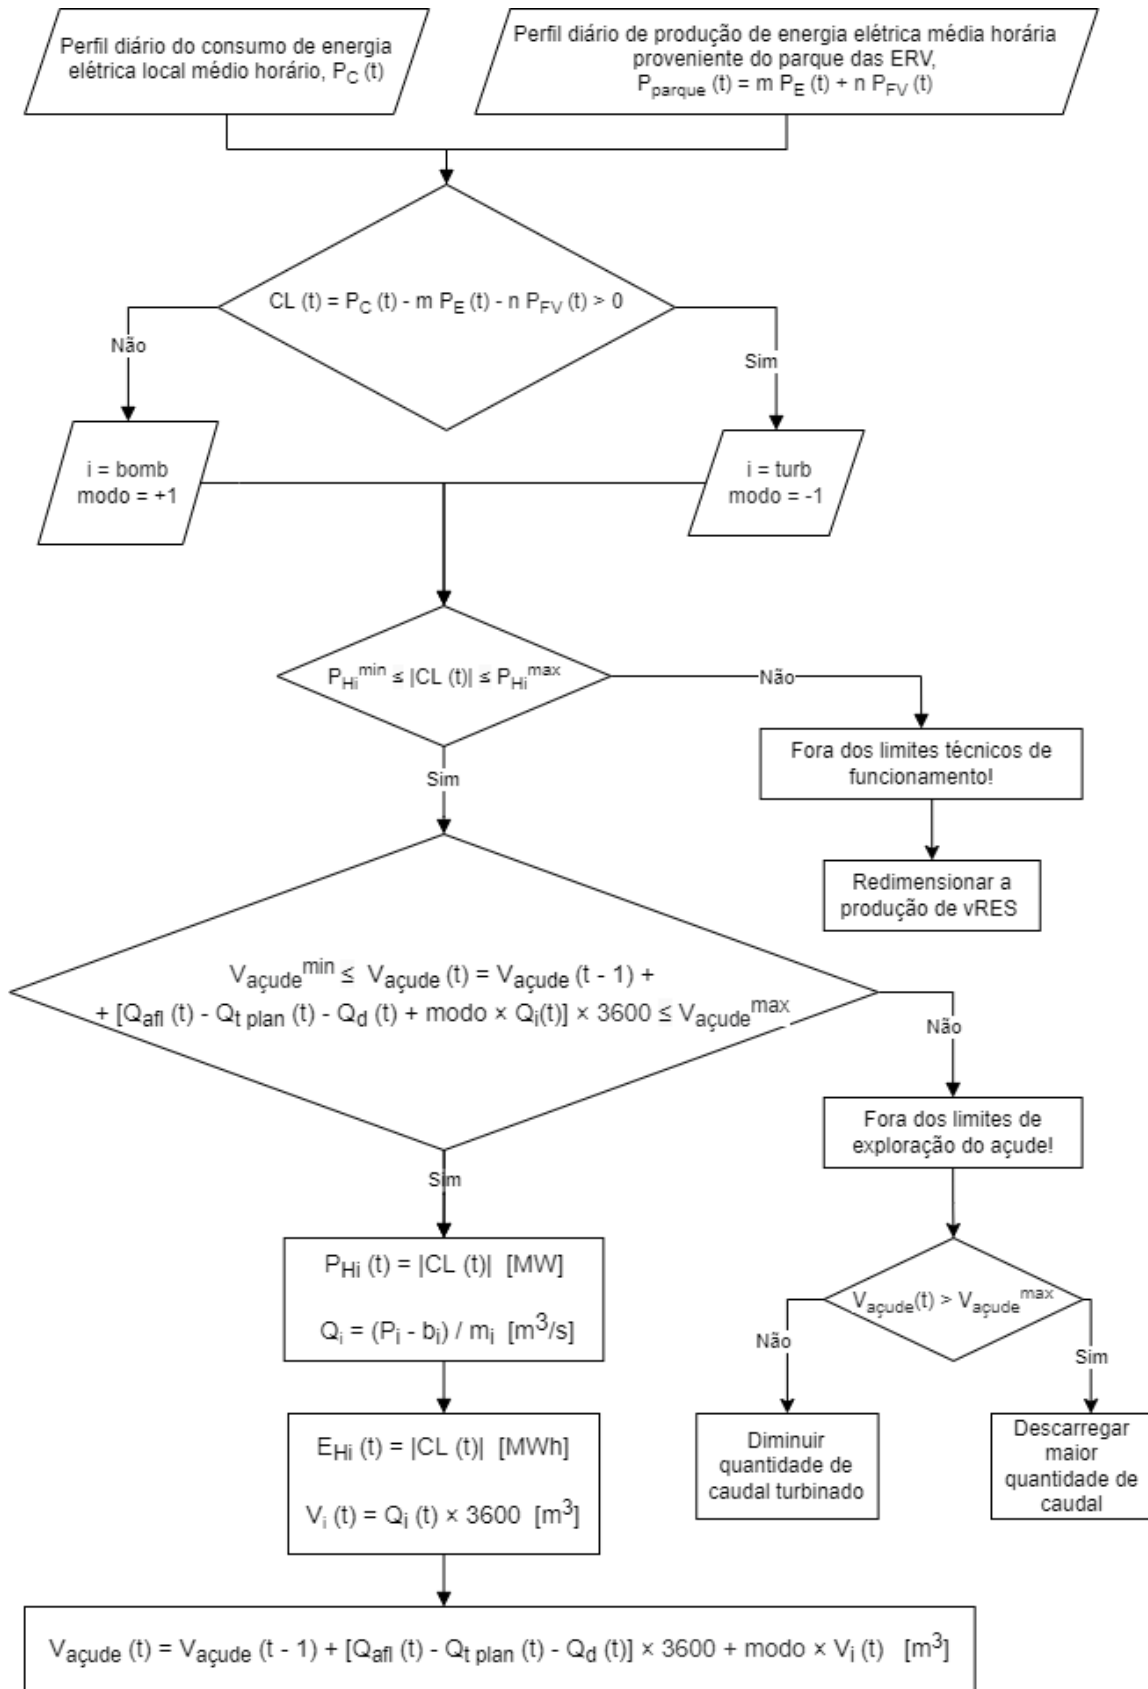 Perfil diário do consumo de energia
elétrica local médio horário, P_C (t)
Perfil diário de produção de energia elétrica média horária
proveniente do parque das ERV,
P_parque (t) = m P_E (t) + n P_FV (t)
CL (t) = P_C (t) - m P_E (t) - n P_FV (t) > 0
Não
Sim
i = bomb
modo = +1
i = turb
modo = -1
P_Hi^min ≤ |CL (t)| ≤ P_Hi^max
Não
Fora dos limites técnicos de
funcionamento!
Sim
Redimensionar a
produção de vRES
V_açude^min ≤ V_açude (t) = V_açude (t - 1) +
+ [Q_afl (t) - Q_t plan (t) - Q_d (t) + modo × Q_i(t)] × 3600 ≤ V_açude^max
Não
Fora dos limites de
exploração do açude!
Sim
P_Hi (t) = |CL (t)| [MW]
Q_i = (P_i - b_i) / m_i [m³/s]
V_açude(t) > V_açude^max
Não
Sim
E_Hi (t) = |CL (t)| [MWh]
V_i (t) = Q_i (t) × 3600 [m³]
Diminuir
quantidade de
caudal turbinado
Descarregar
maior
quantidade de
caudal
V_açude (t) = V_açude (t - 1) + [Q_afl (t) - Q_t plan (t) - Q_d (t)] × 3600 + modo × V_i (t) [m³]